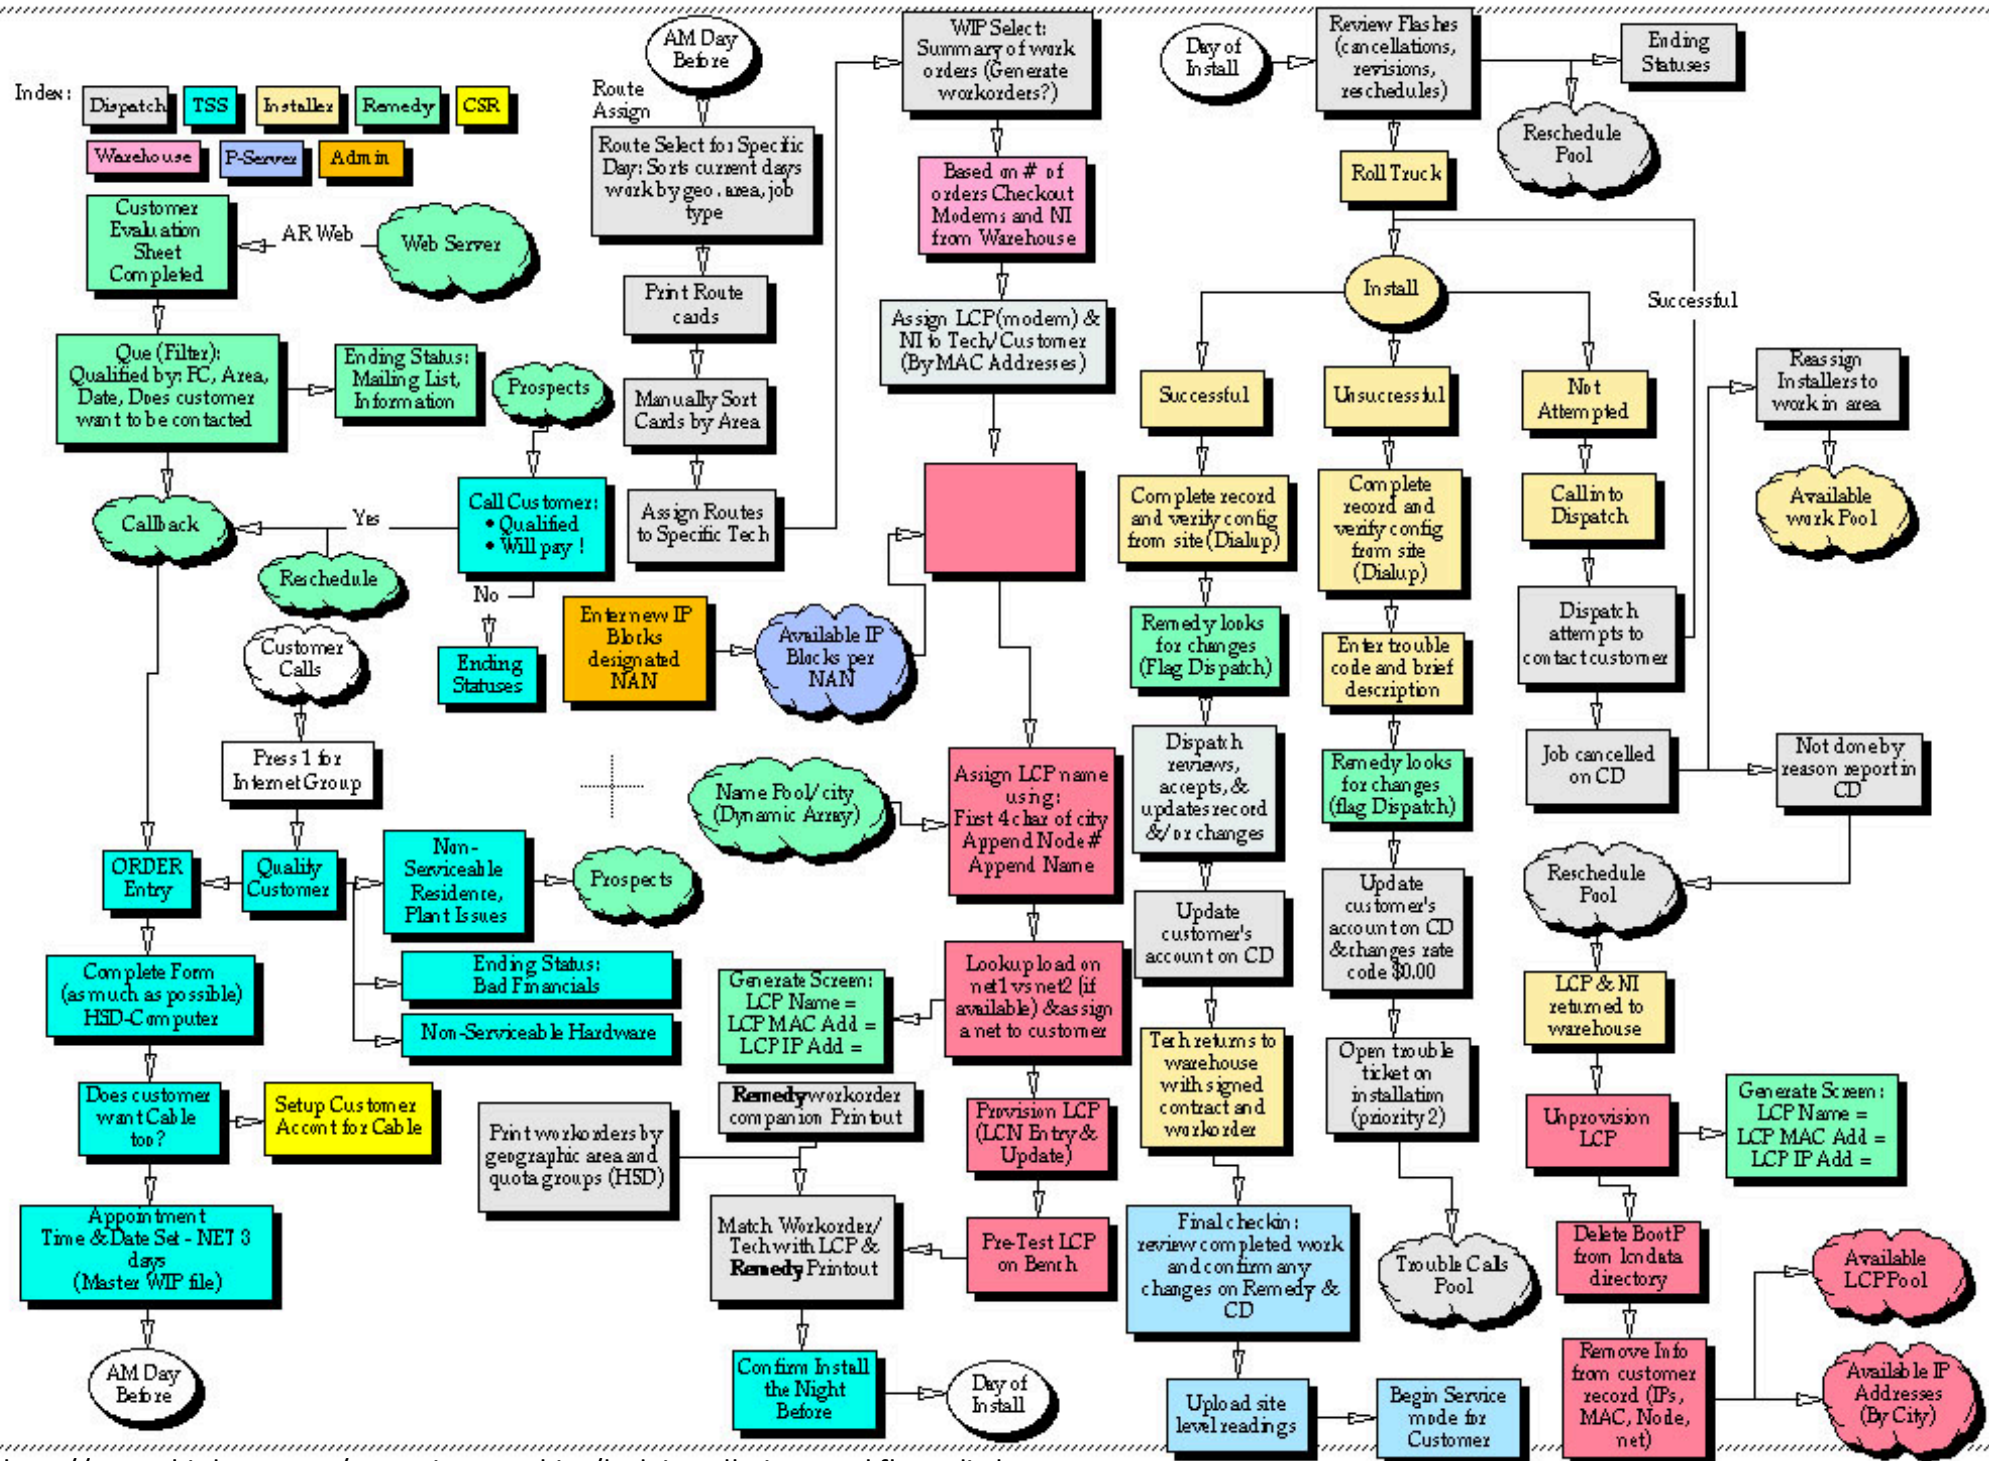 Index:
Dispatch
TSS
Installer
Remedy
CSR
Warehouse
P-Server
Admin
Customer
Evaluation
Sheet
Completed
AR Web
Web Server
Que (Filter):
Qualified by: FC, Area,
Date, Does customer
want to be contacted
Ending Status:
Mailing List,
Information
Prospects
Callback
Yes
Call Customer:
• Qualified
• Will pay !
Reschedule
No
Ending
Statuses
Customer
Calls
Press 1 for
Internet Group
ORDER
Entry
Qualify
Customer
Non-
Serviceable
Residence,
Plant Issues
Prospects
Complete Form
(as much as possible)
HSD-Computer
Ending Status:
Bad Financials
Non-Serviceable Hardware
Does customer
want Cable
too?
Setup Customer
Accont for Cable
Appointment
Time & Date Set - NET 3
days
(Master WIP file)
AM Day
Before
AM Day
Before
Route
Assign
Route Select for Specific
Day: Sorts current days
work by geo. area, job
type
Print Route
cards
Manually Sort
Cards by Area
Assign Routes
to Specific Tech
Enter new IP
Blocks
designated
NAN
Available IP
Blocks per
NAN
Name Pool/city
(Dynamic Array)
Generate Screen:
LCP Name =
LCP MAC Add =
LCP IP Add =
Remedy workorder
companion Printout
Print workorders by
geographic area and
quota groups (HSD)
Match Workorder/
Tech with LCP &
Remedy Printout
Confirm Install
the Night
Before
Day of
Install
WIP Select:
Summary of work
orders (Generate
workorders?)
Based on # of
orders Checkout
Modems and NI
from Warehouse
Assign LCP(modem) &
NI to Tech/Customer
(By MAC Addresses)
Assign LCP name
using:
First 4 char of city
Append Node #
Append Name
Lookup load on
net1 vs net2 (if
available) & assign
a net to customer
Provision LCP
(LCN Entry &
Update)
Pre-Test LCP
on Bench
Day of
Install
Review Flashes
(cancellations,
revisions,
reschedules)
Ending
Statuses
Reschedule
Pool
Roll Truck
Install
Successful
Successful
Unsuccessful
Not
Attempted
Reassign
Installers to
work in area
Available
work Pool
Complete record
and verify config
from site (Dialup)
Complete
record and
verify config
from site
(Dialup)
Call into
Dispatch
Remedy looks
for changes
(Flag Dispatch)
Enter trouble
code and brief
description
Dispatch
attempts to
contact customer
Dispatch
reviews,
accepts, &
updates record
&/or changes
Remedy looks
for changes
(flag Dispatch)
Job cancelled
on CD
Not done by
reason report in
CD
Update
customer's
account on CD
Update
customer's
account on CD
& changes rate
code $0.00
Reschedule
Pool
Tech returns to
warehouse
with signed
contract and
workorder
Open trouble
ticket on
installation
(priority 2)
LCP & NI
returned to
warehouse
Unprovision
LCP
Generate Screen:
LCP Name =
LCP MAC Add =
LCP IP Add =
Final checkin:
review completed work
and confirm any
changes on Remedy &
CD
Trouble Calls
Pool
Delete BootP
from lcndata
directory
Available
LCP Pool
Upload site
level readings
Begin Service
mode for
Customer
Remove Info
from customer
record (IPs,
MAC, Node,
net)
Available IP
Addresses
(By City)